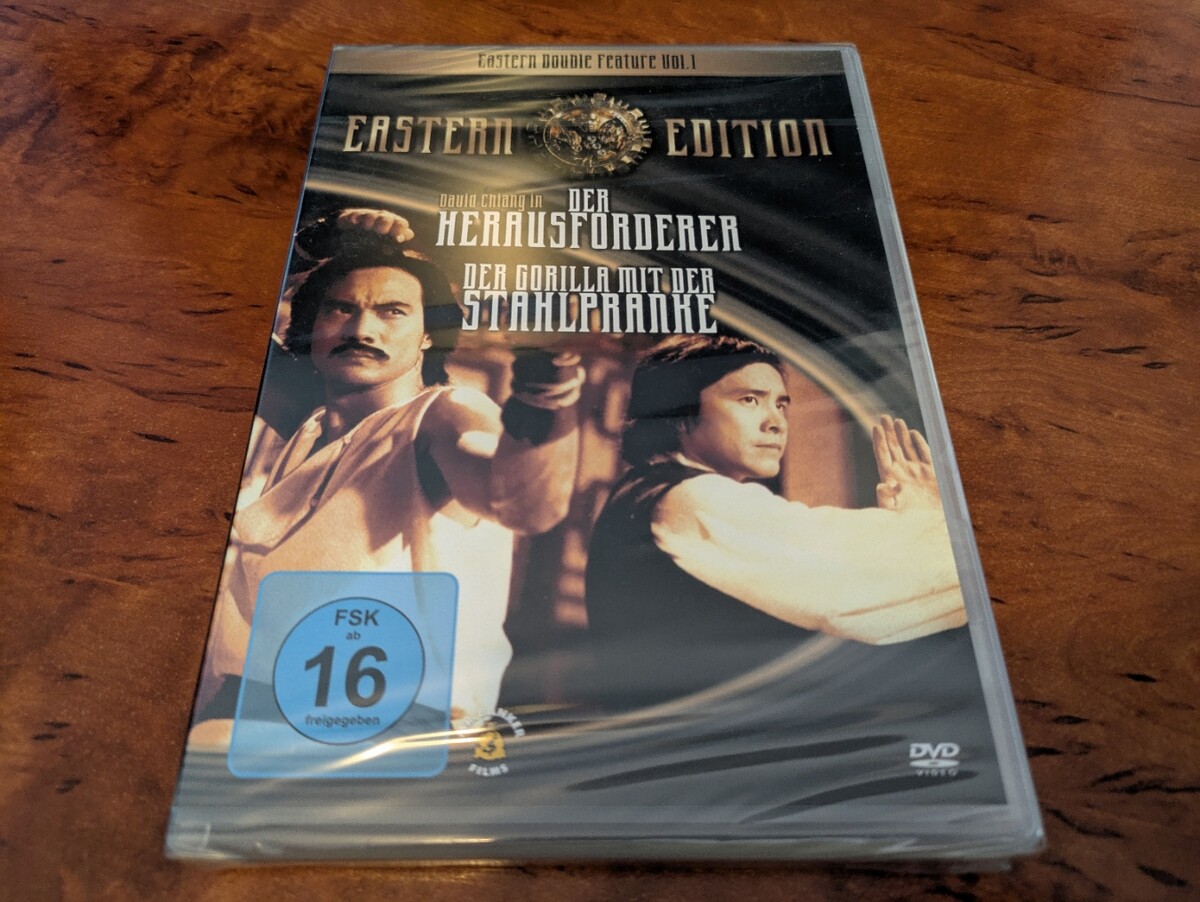 Eastern Double Feature Vol.1
EASTERN EDITION
David Chiang in DER
HERAUSFORDERER
DER GORILLA MIT DER
STAHLPRANKE
FSK
ab
16
freigegeben
FILMS
DVD
VIDEO